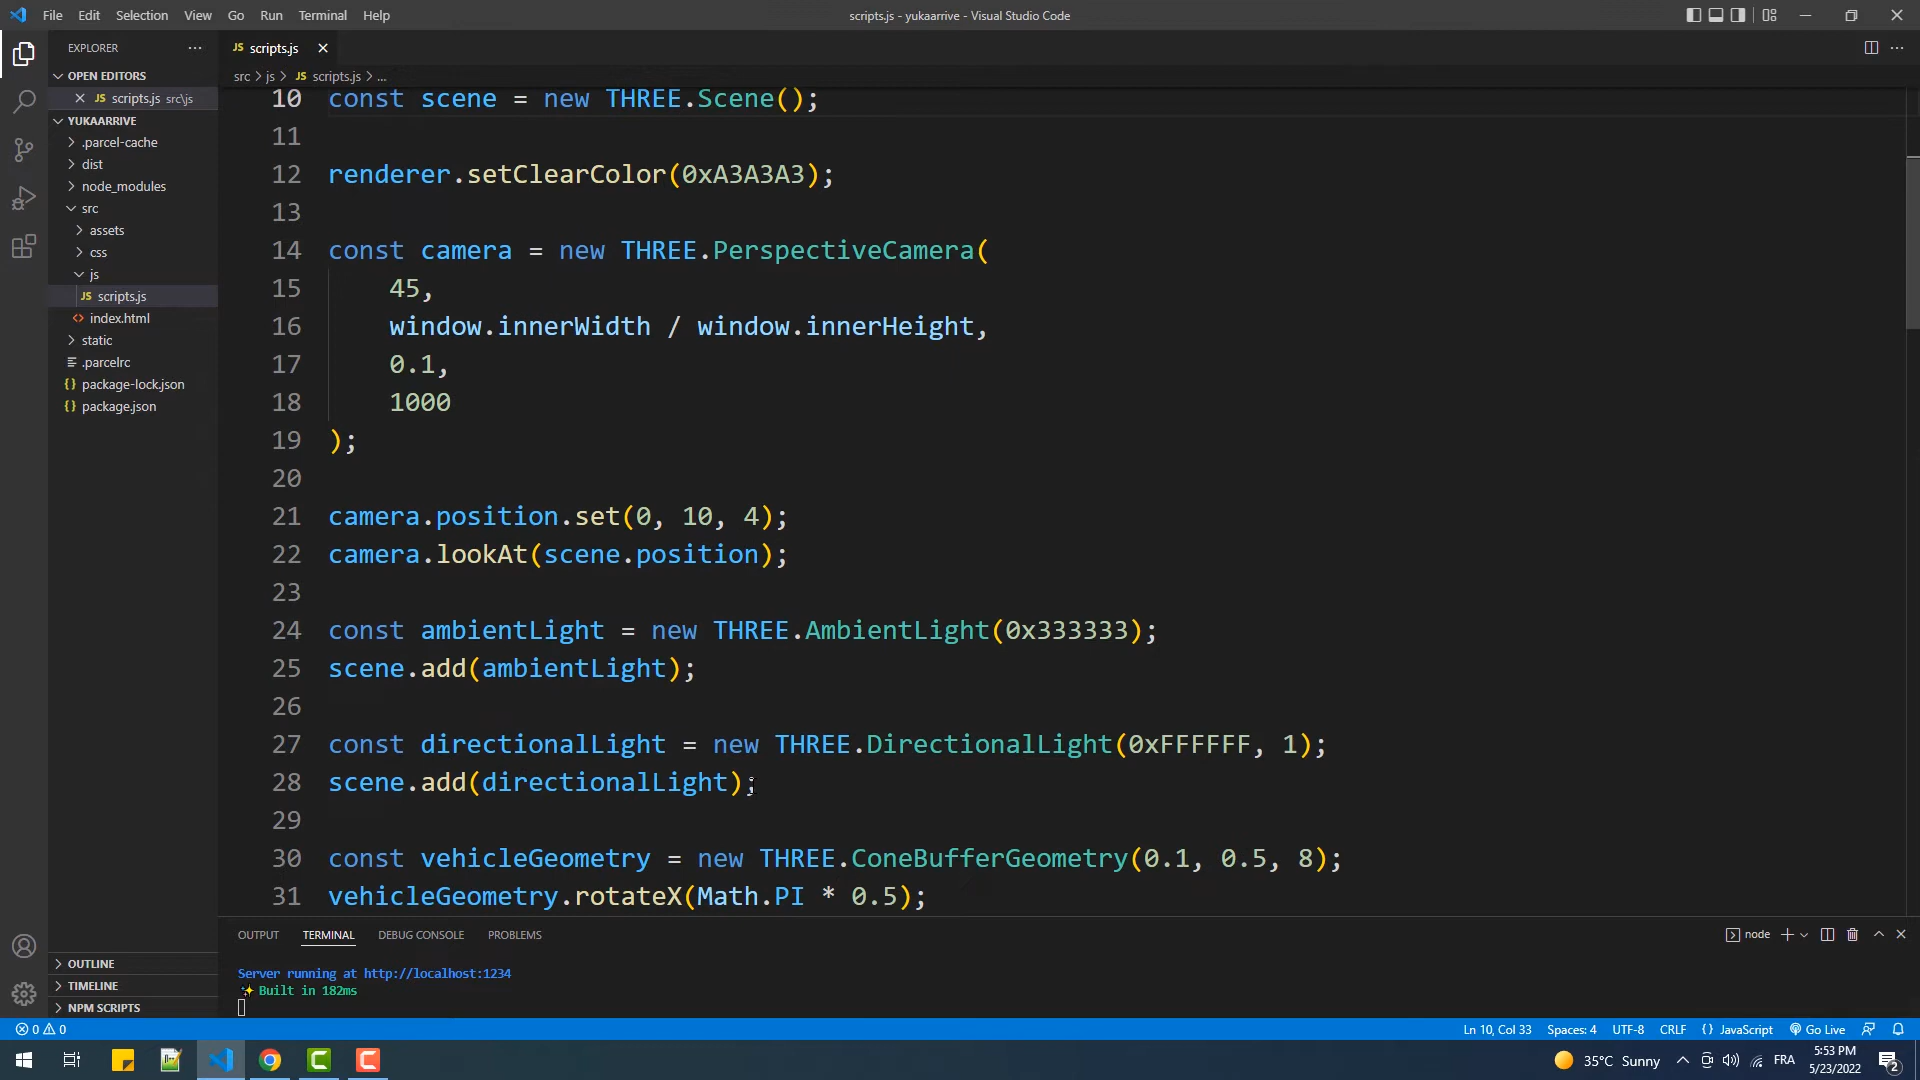 File Edit Selection View Go Run Terminal Help
scripts.js - yukaarrive - Visual Studio Code
EXPLORER
OPEN EDITORS
JS scripts.js src\js
YUKAARRIVE
.parcel-cache
dist
node_modules
src
assets
css
js
JS scripts.js
<> index.html
static
.parcelrc
{} package-lock.json
{} package.json
OUTLINE
TIMELINE
NPM SCRIPTS
JS scripts.js
src > js > JS scripts.js > ...
10 const scene = new THREE.Scene();
11
12 renderer.setClearColor(0xA3A3A3);
13
14 const camera = new THREE.PerspectiveCamera(
15 45,
16 window.innerWidth / window.innerHeight,
17 0.1,
18 1000
19 );
20
21 camera.position.set(0, 10, 4);
22 camera.lookAt(scene.position);
23
24 const ambientLight = new THREE.AmbientLight(0x333333);
25 scene.add(ambientLight);
26
27 const directionalLight = new THREE.DirectionalLight(0xFFFFFF, 1);
28 scene.add(directionalLight);
29
30 const vehicleGeometry = new THREE.ConeBufferGeometry(0.1, 0.5, 8);
31 vehicleGeometry.rotateX(Math.PI * 0.5);
OUTPUT TERMINAL DEBUG CONSOLE PROBLEMS
node
Server running at http://localhost:1234
✨ Built in 182ms
0 0
Ln 10, Col 33 Spaces: 4 UTF-8 CRLF {} JavaScript Go Live
35°C Sunny FRA
5:53 PM
5/23/2022
2